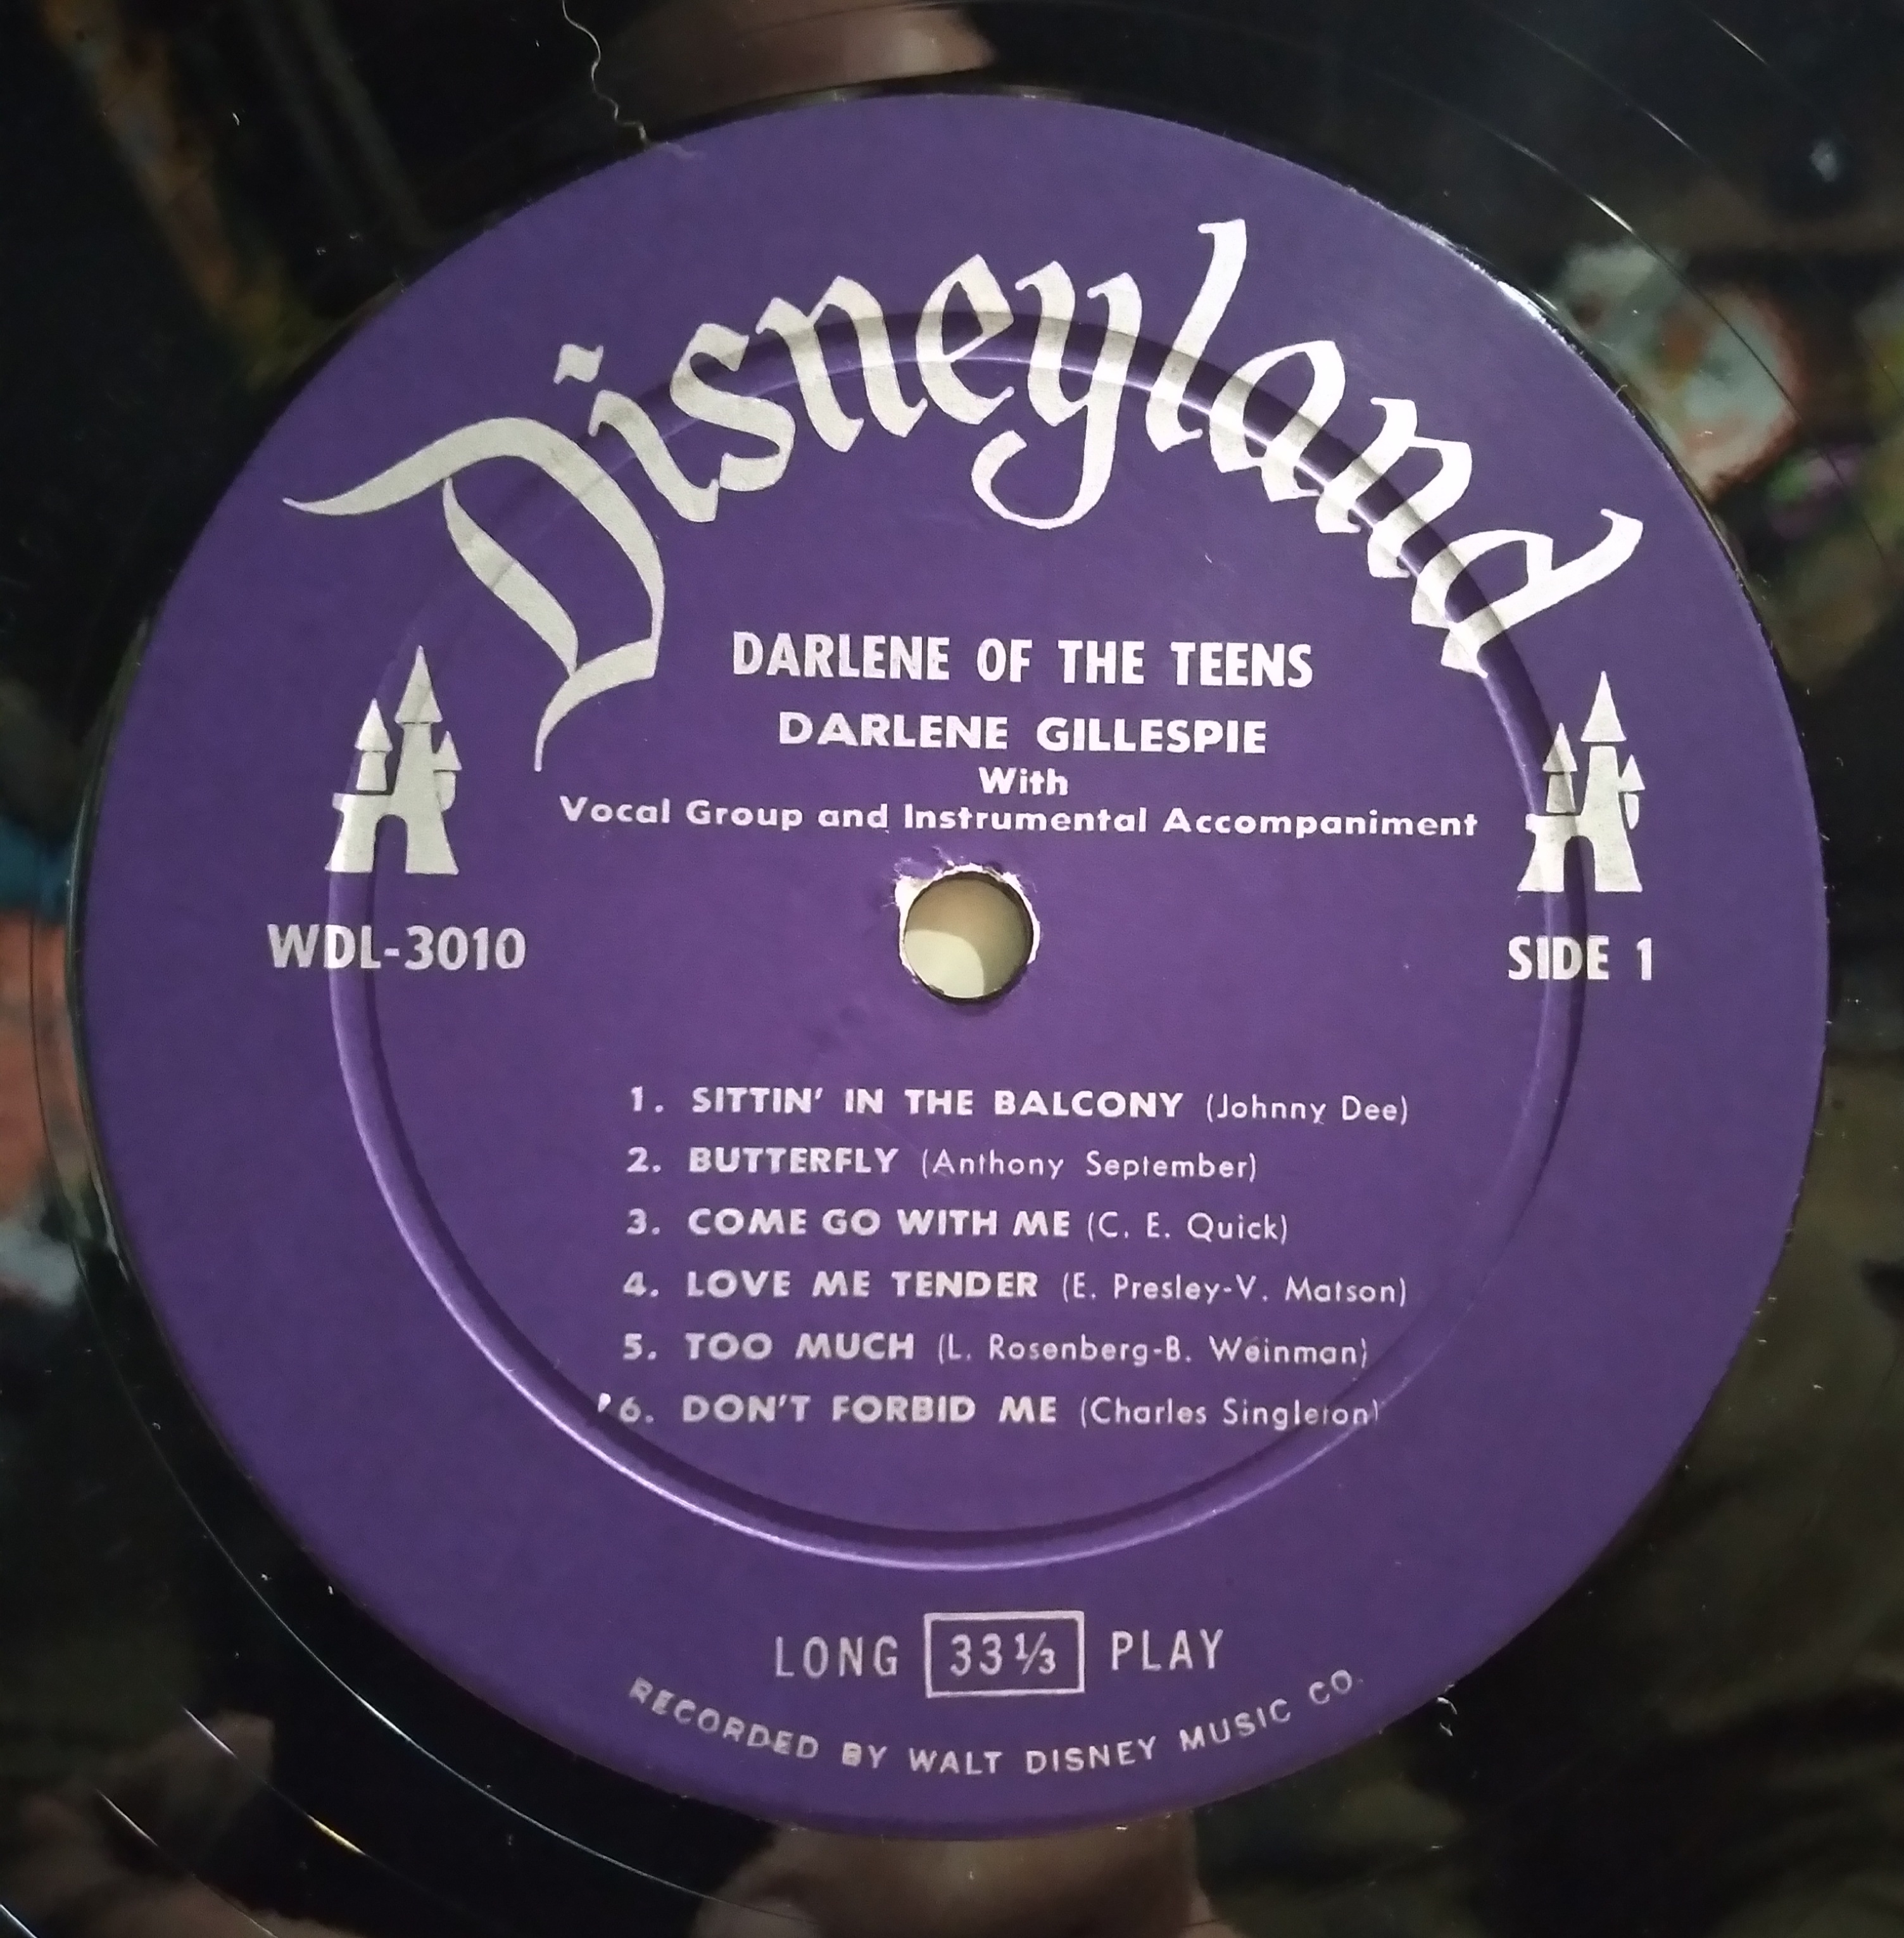 Disneyland
DARLENE OF THE TEENS
DARLENE GILLESPIE
With
Vocal Group and Instrumental Accompaniment
WDL-3010
SIDE 1
1. SITTIN' IN THE BALCONY (Johnny Dee)
2. BUTTERFLY (Anthony September)
3. COME GO WITH ME (C. E. Quick)
4. LOVE ME TENDER (E. Presley-V. Matson)
5. TOO MUCH (L. Rosenberg-B. Weinman)
6. DON'T FORBID ME (Charles Singleton)
LONG 33⅓ PLAY
RECORDED BY WALT DISNEY MUSIC CO.